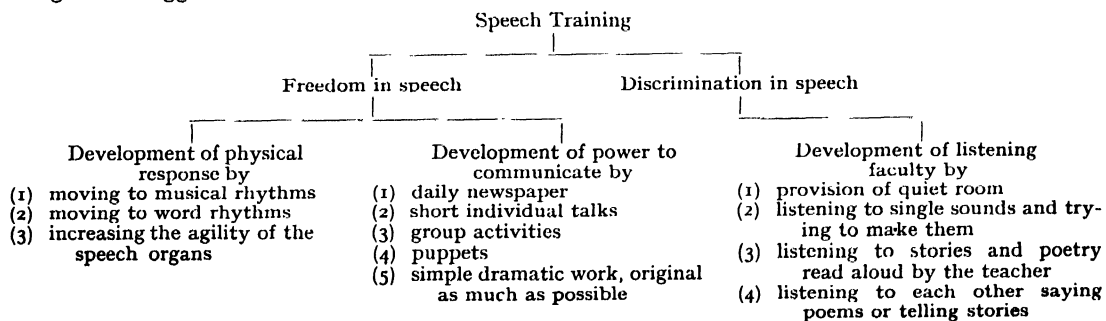 Speech Training
Freedom in speech
Discrimination in speech
Development of physical
response by
(1) moving to musical rhythms
(2) moving to word rhythms
(3) increasing the agility of the
speech organs
Development of power to
communicate by
(1) daily newspaper
(2) short individual talks
(3) group activities
(4) puppets
(5) simple dramatic work, original
as much as possible
Development of listening
faculty by
(1) provision of quiet room
(2) listening to single sounds and try-
ing to make them
(3) listening to stories and poetry
read aloud by the teacher
(4) listening to each other saying
poems or telling stories